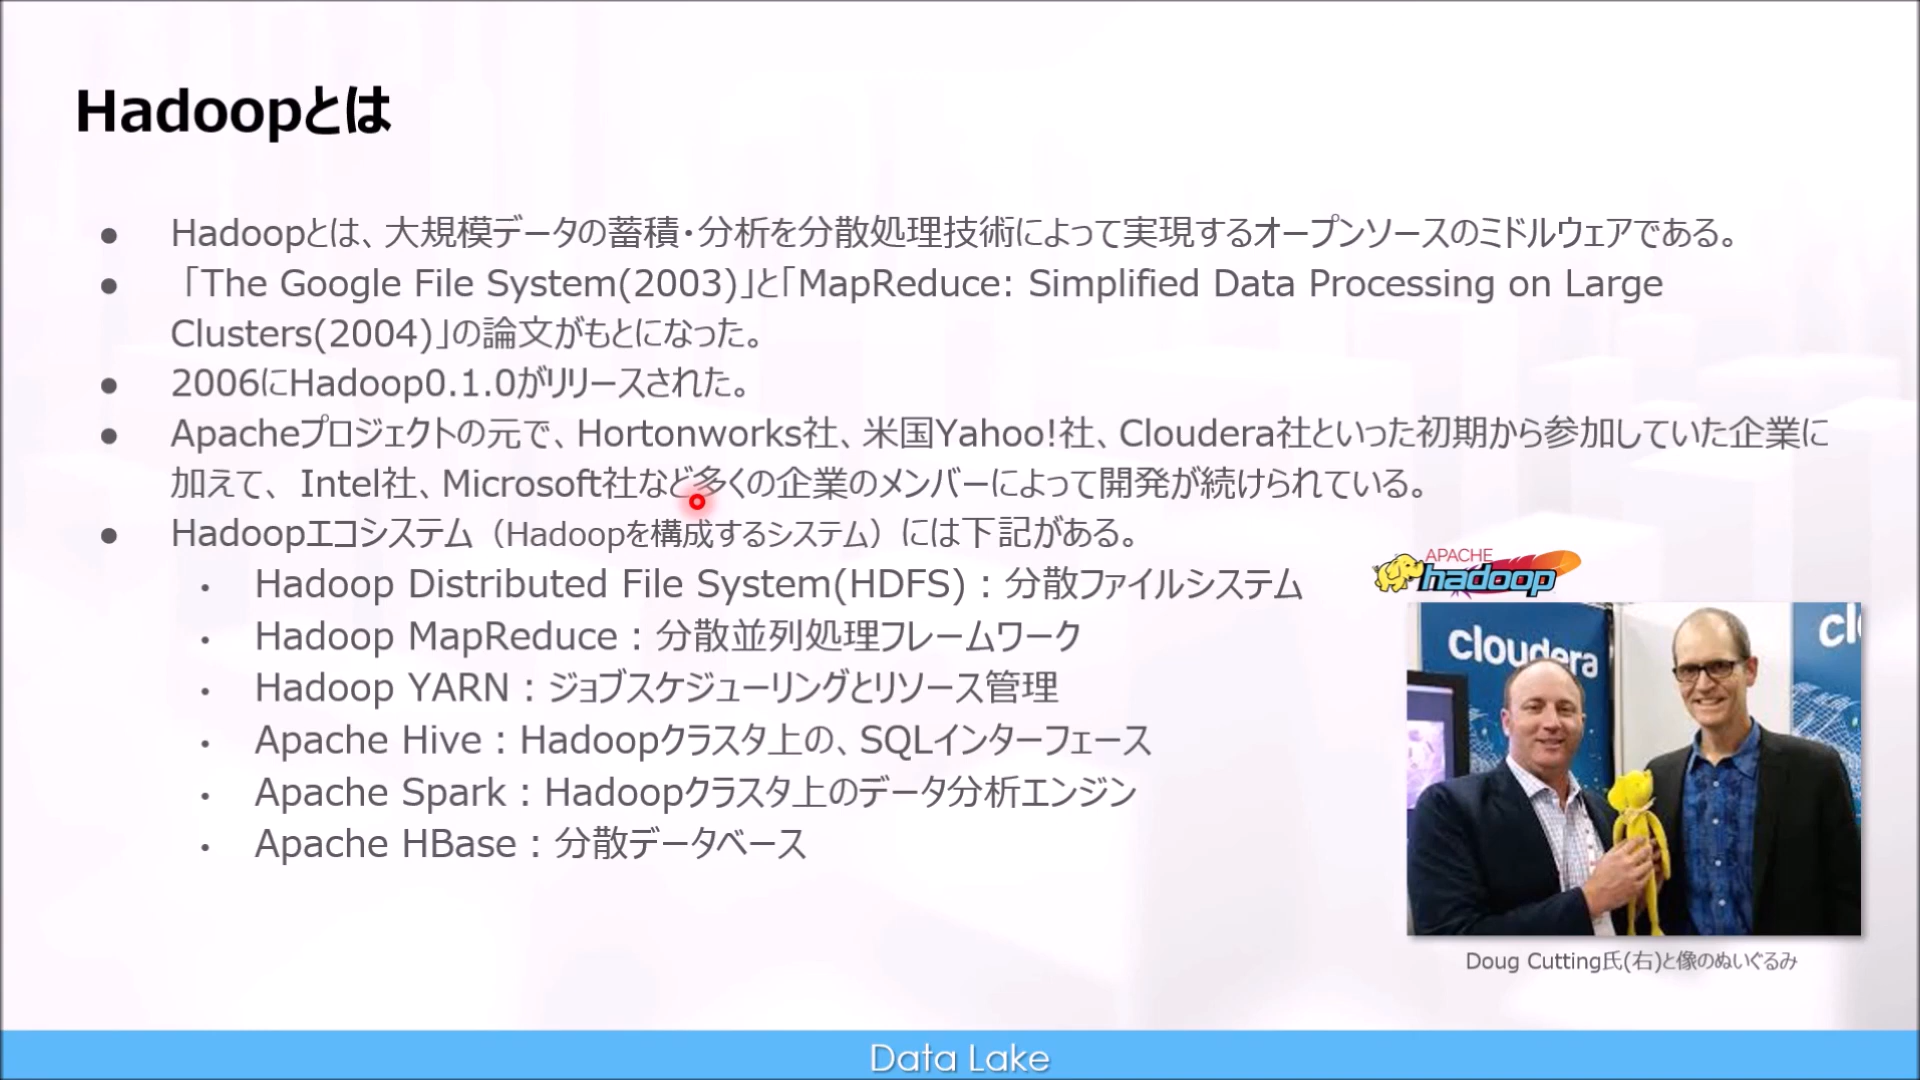 Hadoopとは
● Hadoopとは、大規模データの蓄積・分析を分散処理技術によって実現するオープンソースのミドルウェアである。
● 「The Google File System(2003)」と「MapReduce: Simplified Data Processing on Large
Clusters(2004)」の論文がもとになった。
● 2006にHadoop0.1.0がリリースされた。
● Apacheプロジェクトの元で、Hortonworks社、米国Yahoo!社、Cloudera社といった初期から参加していた企業に
加えて、 Intel社、Microsoft社など多くの企業のメンバーによって開発が続けられている。
● Hadoopエコシステム（Hadoopを構成するシステム）には下記がある。
• Hadoop Distributed File System(HDFS)：分散ファイルシステム
• Hadoop MapReduce：分散並列処理フレームワーク
• Hadoop YARN：ジョブスケジューリングとリソース管理
• Apache Hive：Hadoopクラスタ上の、SQLインターフェース
• Apache Spark：Hadoopクラスタ上のデータ分析エンジン
• Apache HBase：分散データベース
APACHE
hadoop
cloudera
cl
Doug Cutting氏(右)と像のぬいぐるみ
Data Lake